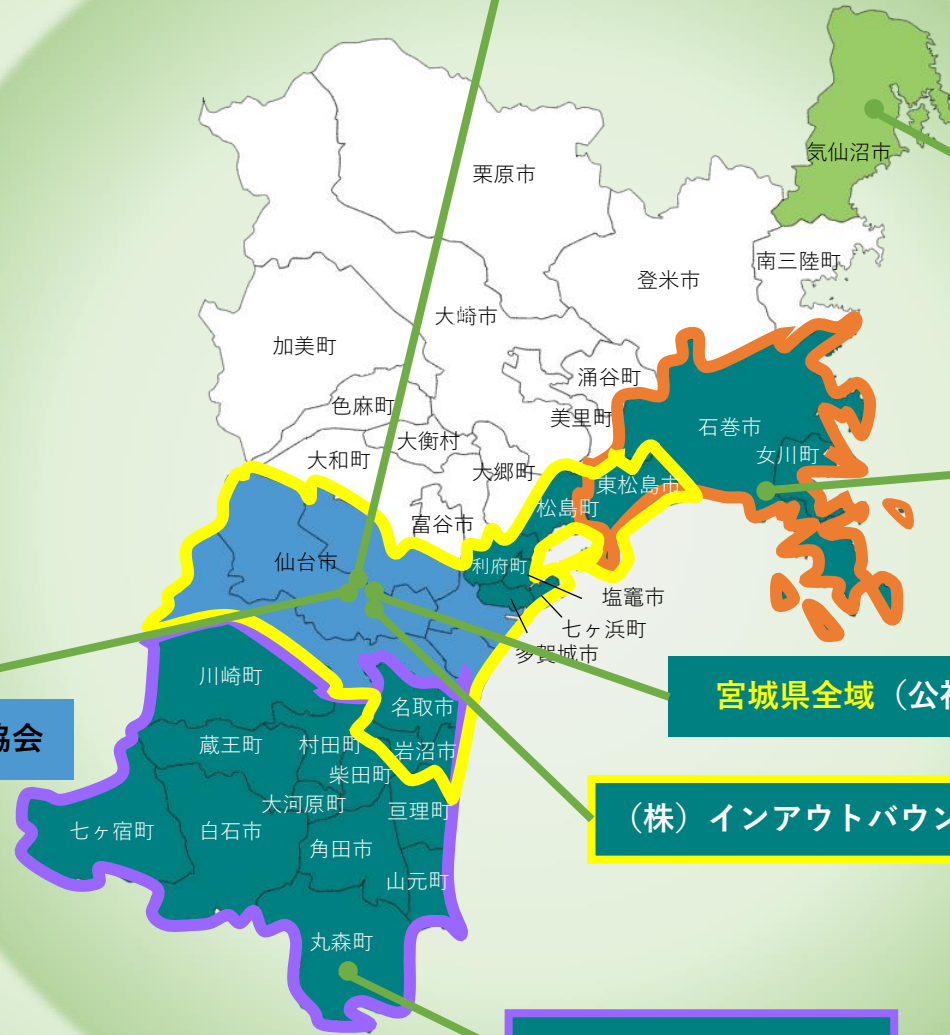 気仙沼市
栗原市
南三陸町
登米市
大崎市
加美町
涌谷町
色麻町
美里町
石巻市
大衡村
女川町
大和町
大郷町
東松島市
松島町
富谷市
仙台市
利府町
塩竈市
七ヶ浜町
多賀城市
川崎町
宮城県全域（公
名取市
協会
蔵王町
村田町
岩沼市
柴田町
大河原町
亘理町
（株）インアウトバウン
七ヶ宿町
白石市
角田市
山元町
丸森町